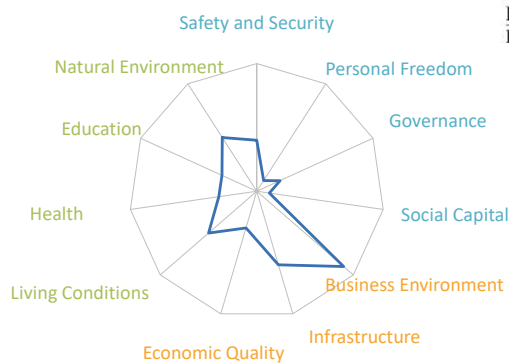 Safety and Security
Natural Environment
Personal Freedom
Education
Governance
Health
Social Capital
Living Conditions
Business Environment
Infrastructure
Economic Quality